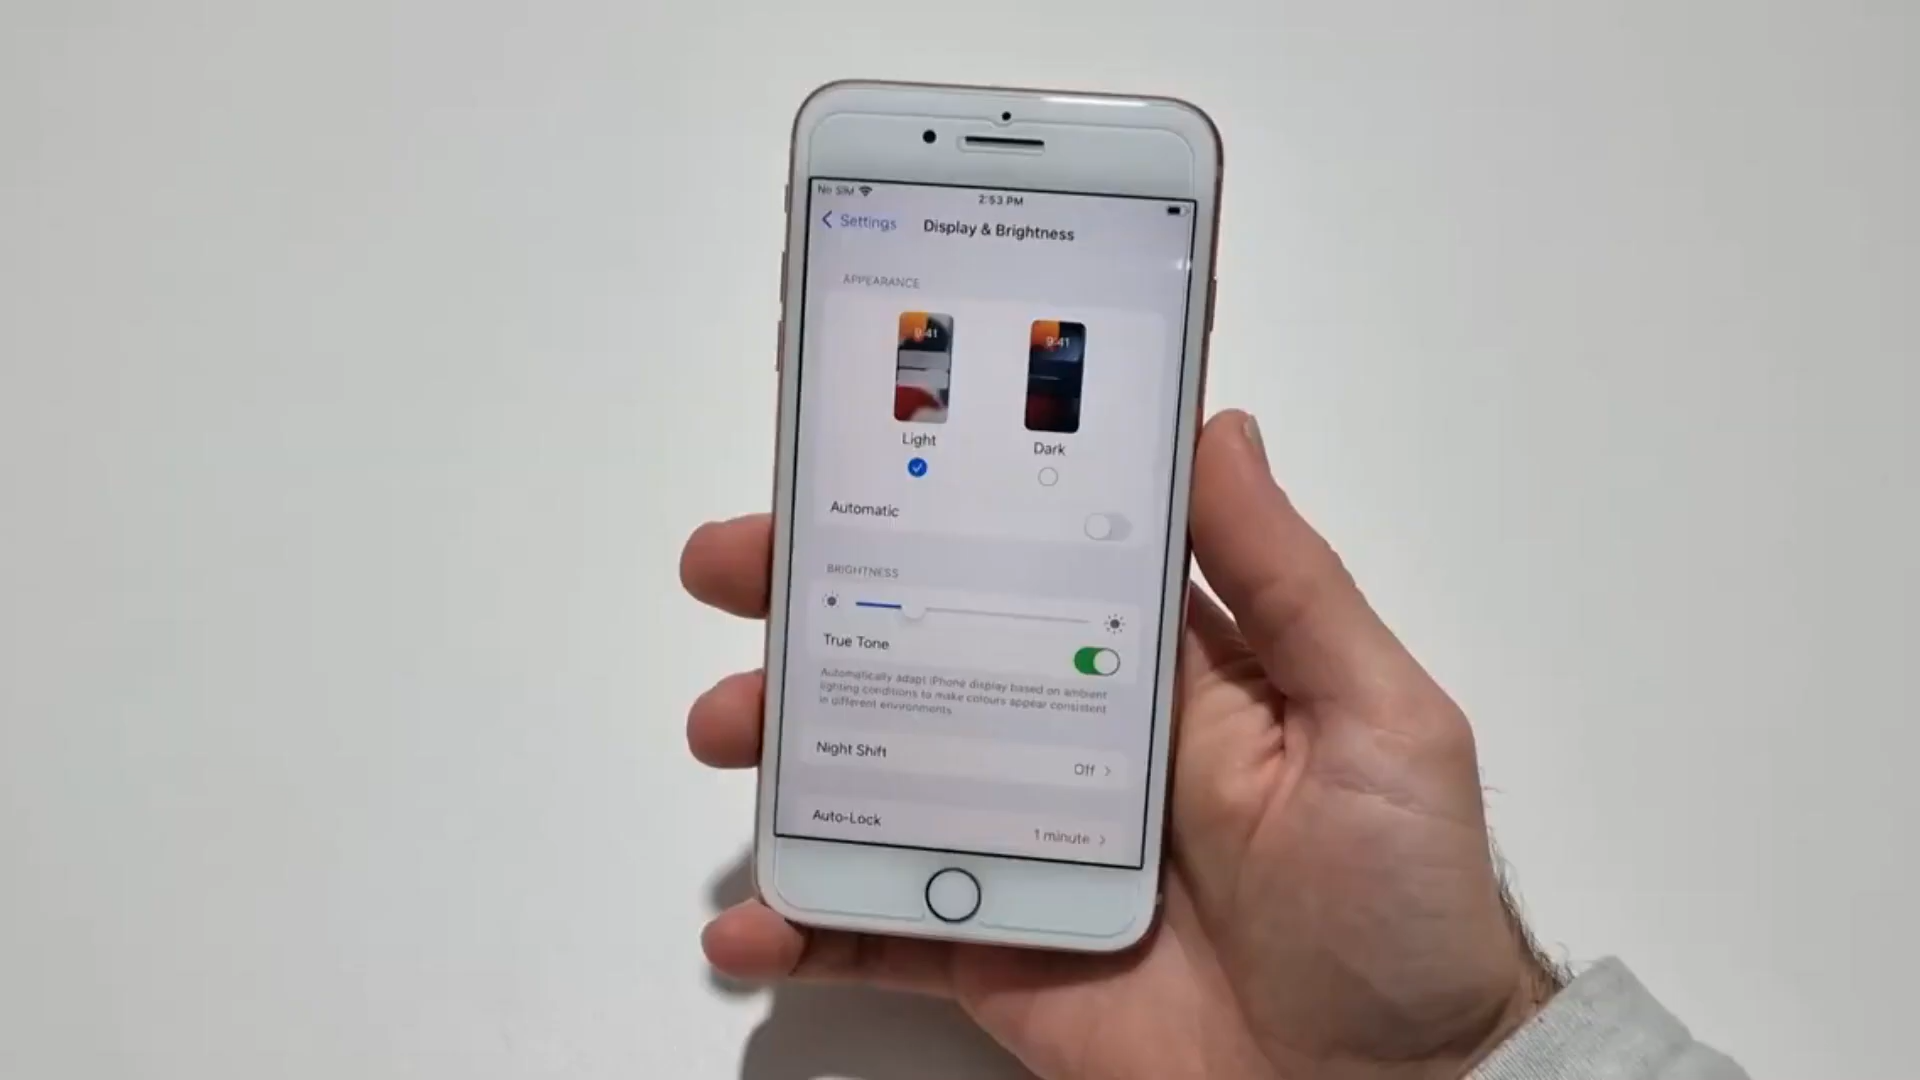 No SIM
2:53 PM
Settings
Display & Brightness
APPEARANCE
9:41
9:41
Light
Dark
Automatic
BRIGHTNESS
True Tone
Automatically adapt iPhone display based on ambient
lighting conditions to make colours appear consistent
in different environments.
Night Shift
Off
Auto-Lock
1 minute